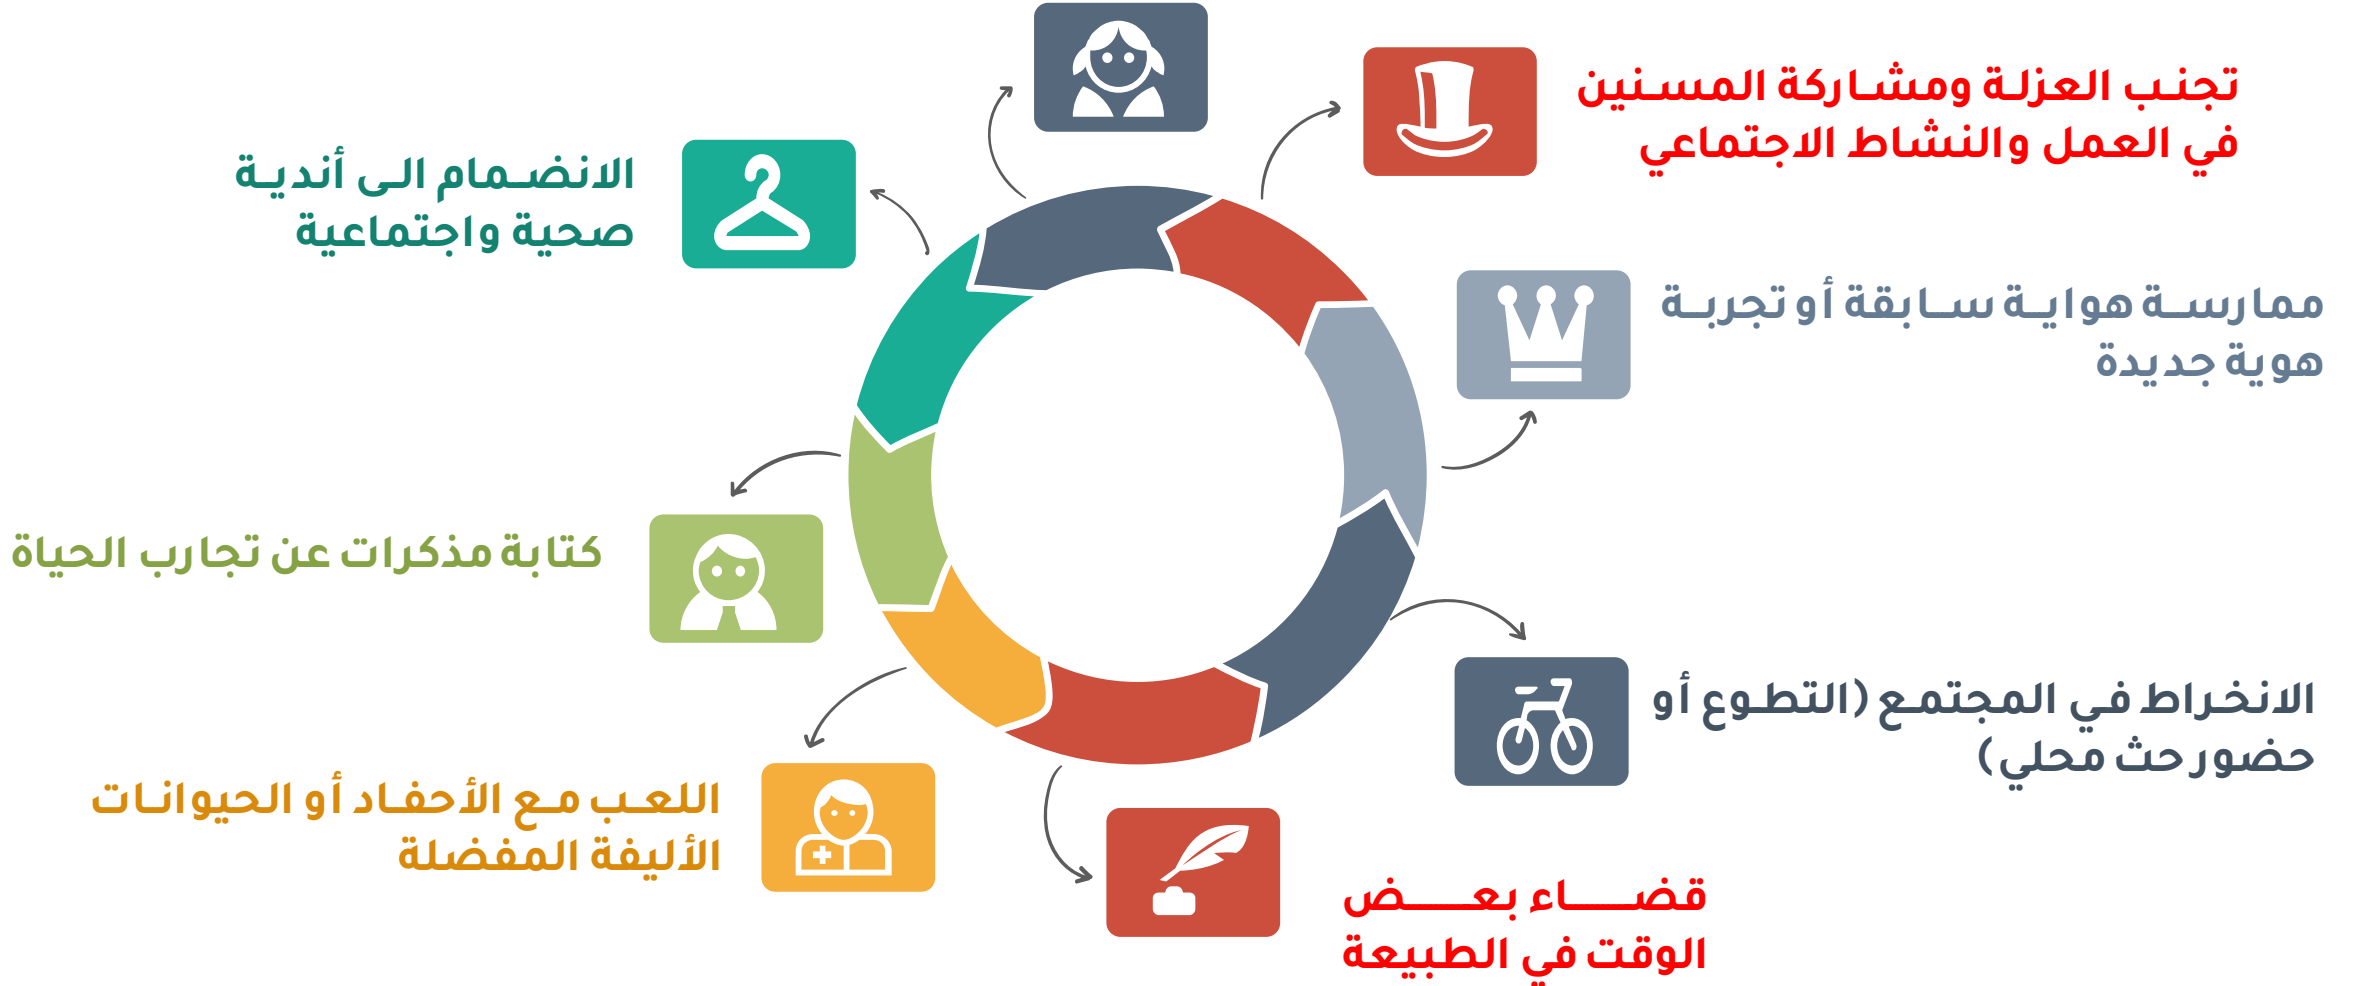 تجنب العزلة ومشاركة المسنين
في العمل والنشاط الاجتماعي
ممارسة هواية سابقة أو تجربة
هوية جديدة
الانخراط في المجتمع (التطوع أو
حضور حث محلي)
قضاء بعض
الوقت في الطبيعة
اللعب مع الأحفاد أو الحيوانات
الأليفة المفضلة
كتابة مذكرات عن تجارب الحياة
الانضمام الى أندية
صحية واجتماعية